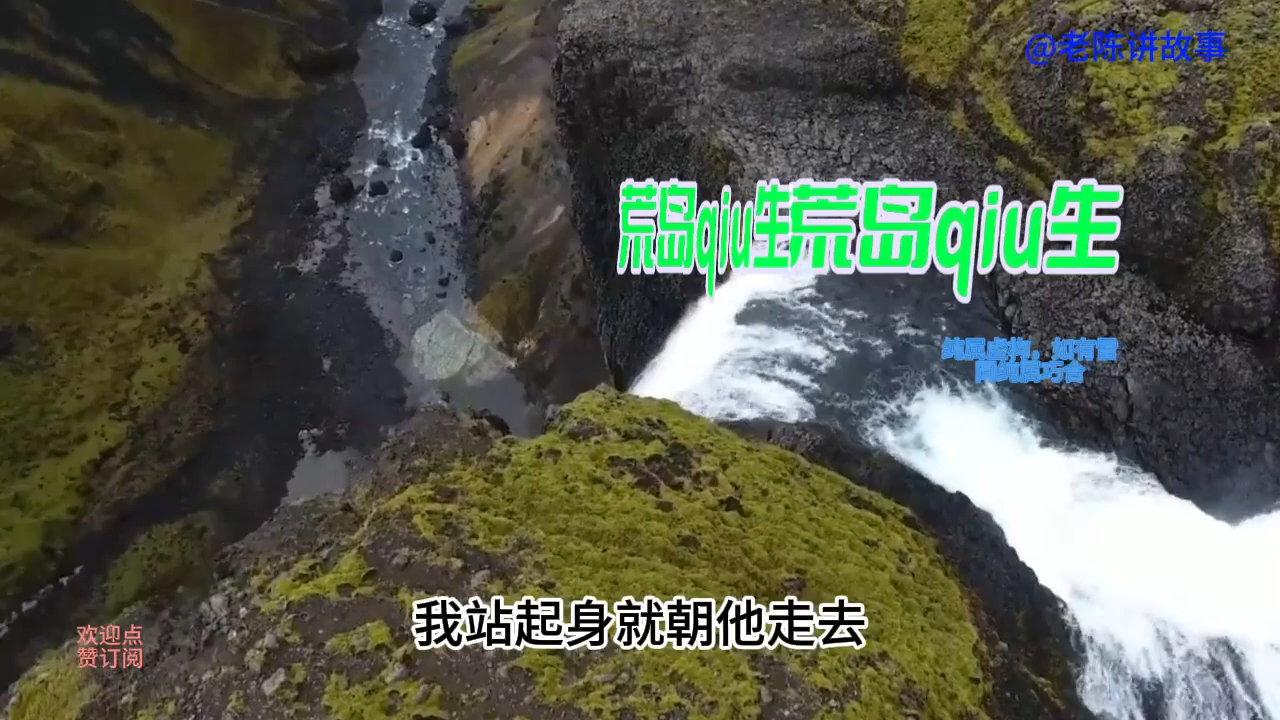 @老陈讲故事
荒岛qiu生荒岛qiu生
纯属虚构，如有雷
同纯属巧合
我站起身就朝他走去
欢迎点
赞订阅